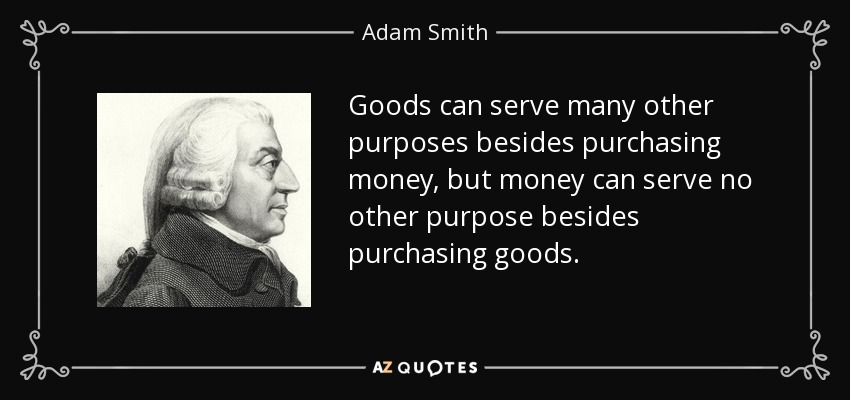 Adam Smith
Goods can serve many other
purposes besides purchasing
money, but money can serve no
other purpose besides
purchasing goods.
AZ QUOTES